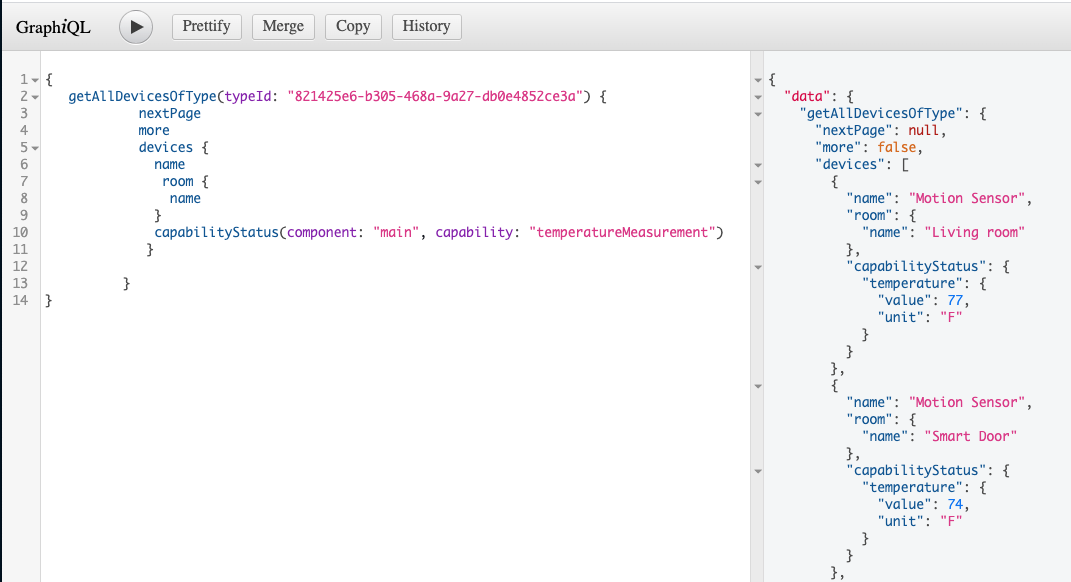 GraphiQL Prettify Merge Copy History
1 {
2 getAllDevicesOfType(typeId: "821425e6-b305-468a-9a27-db0e4852ce3a") {
3 nextPage
4 more
5 devices {
6 name
7 room {
8 name
9 }
10 capabilityStatus(component: "main", capability: "temperatureMeasurement")
11 }
12
13 }
14 }
{
"data": {
"getAllDevicesOfType": {
"nextPage": null,
"more": false,
"devices": [
{
"name": "Motion Sensor",
"room": {
"name": "Living room"
},
"capabilityStatus": {
"temperature": {
"value": 77,
"unit": "F"
}
}
},
{
"name": "Motion Sensor",
"room": {
"name": "Smart Door"
},
"capabilityStatus": {
"temperature": {
"value": 74,
"unit": "F"
}
}
},